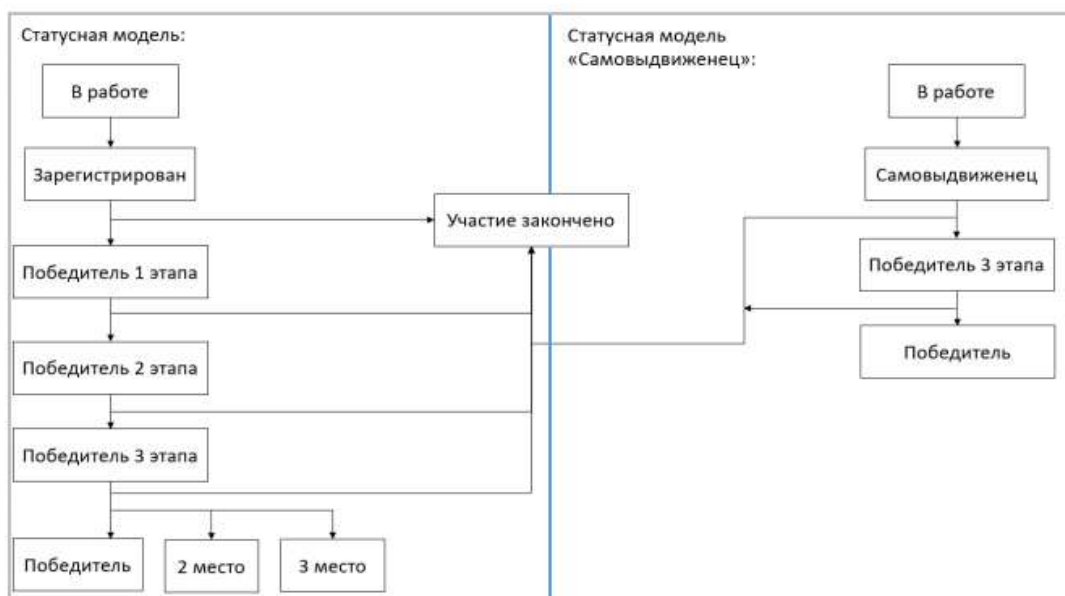 Статусная модель:
В работе
Зарегистрирован
Победитель 1 этапа
Победитель 2 этапа
Победитель 3 этапа
Победитель
2 место
3 место
Участие закончено
Статусная модель
«Самовыдвиженец»:
В работе
Самовыдвиженец
Победитель 3 этапа
Победитель